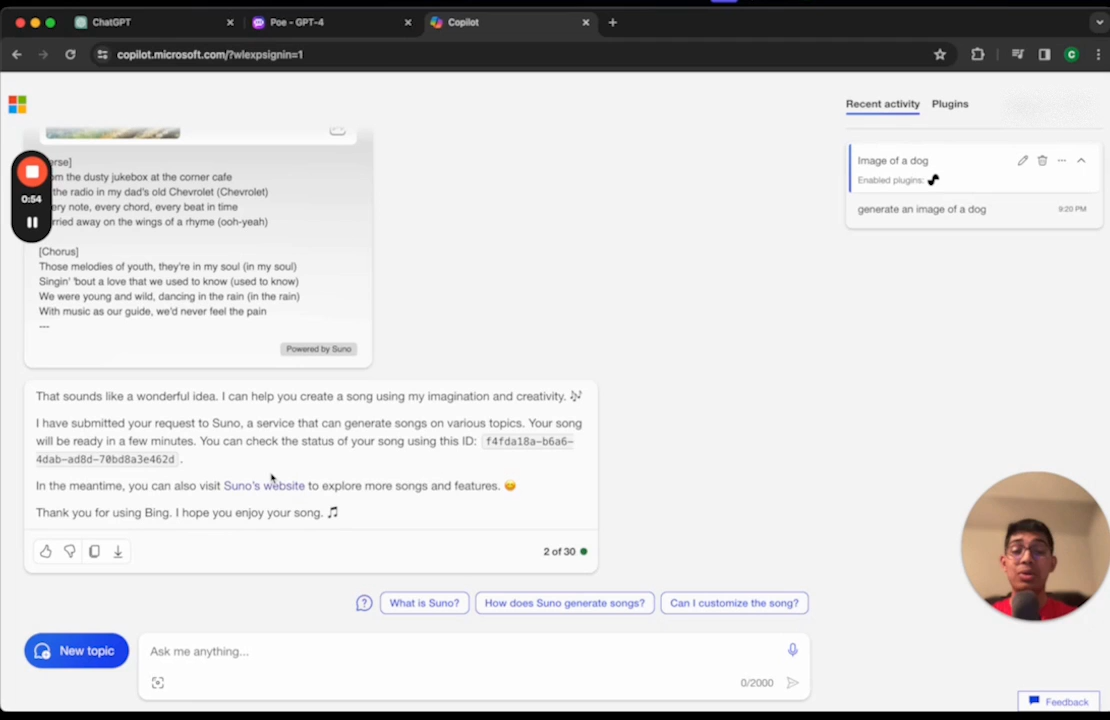 ChatGPT
Poe - GPT-4
Copilot
copilot.microsoft.com/?wlexpsignin=1
C
Recent activity
Plugins
Image of a dog
Enabled plugins:
generate an image of a dog
9:20 PM
0:54
the dusty jukebox at the corner cafe
the radio in my dad's old Chevrolet (Chevrolet)
note, every chord, every beat in time
away on the wings of a rhyme (ooh-yeah)
[Chorus]
Those melodies of youth, they're in my soul (in my soul)
Singin' 'bout a love that we used to know (used to know)
We were young and wild, dancing in the rain (in the rain)
With music as our guide, we'd never feel the pain
---
Powered by Suno
That sounds like a wonderful idea. I can help you create a song using my imagination and creativity. 🎶
I have submitted your request to Suno, a service that can generate songs on various topics. Your song
will be ready in a few minutes. You can check the status of your song using this ID: f4fda18a-b6a6-
4dab-ad8d-70bd8a3e462d .
In the meantime, you can also visit Suno's website to explore more songs and features. 😊
Thank you for using Bing. I hope you enjoy your song. 🎵
2 of 30
What is Suno?
How does Suno generate songs?
Can I customize the song?
New topic
Ask me anything...
0/2000
Feedback